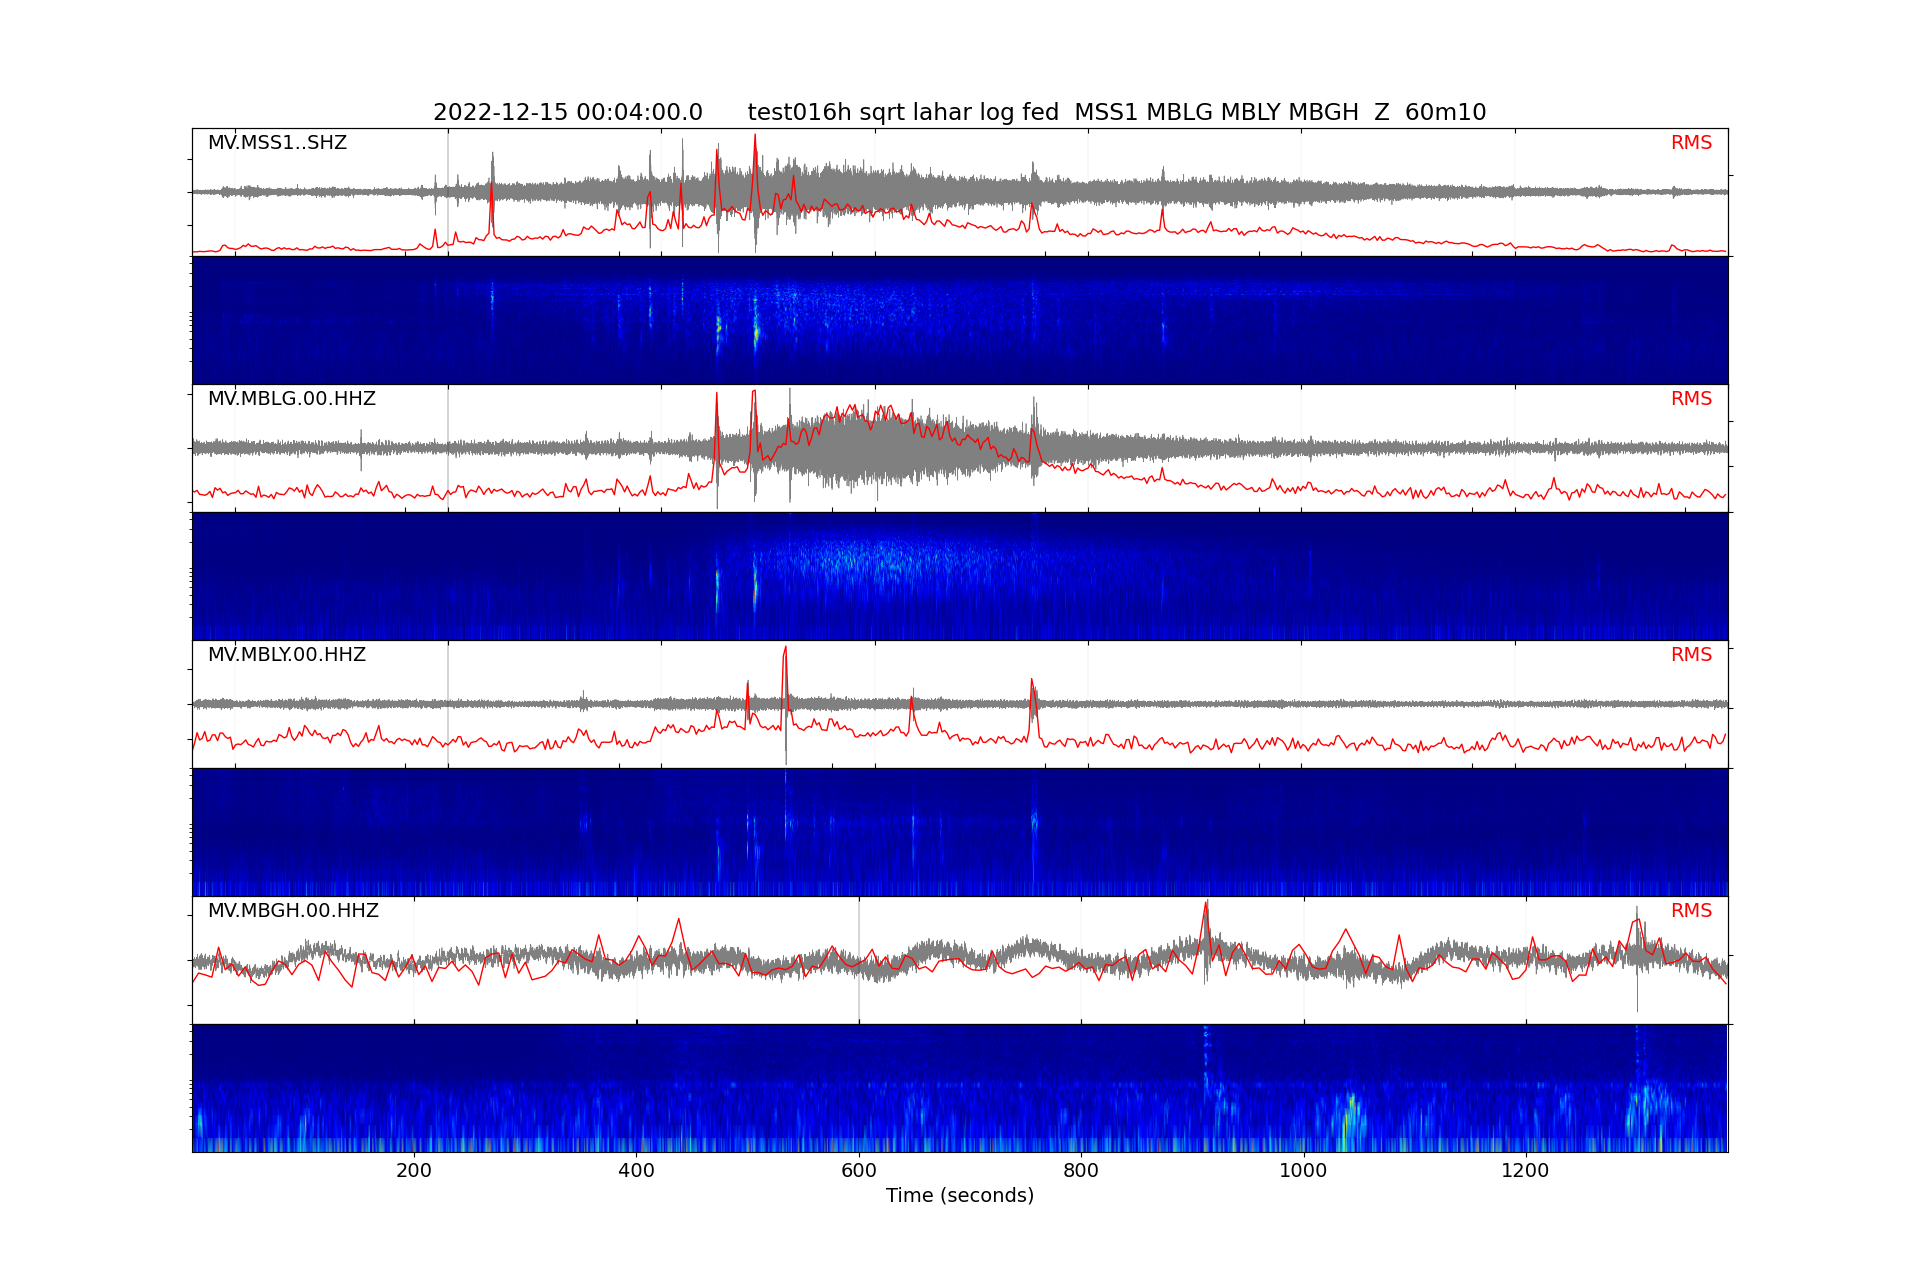 2022-12-15 00:04:00.0      test016h sqrt lahar log fed  MSS1 MBLG MBLY MBGH  Z  60m10
MV.MSS1..SHZ RMS
MV.MBLG.00.HHZ RMS
MV.MBLY.00.HHZ RMS
MV.MBGH.00.HHZ RMS
200 400 600 800 1000 1200
Time (seconds)